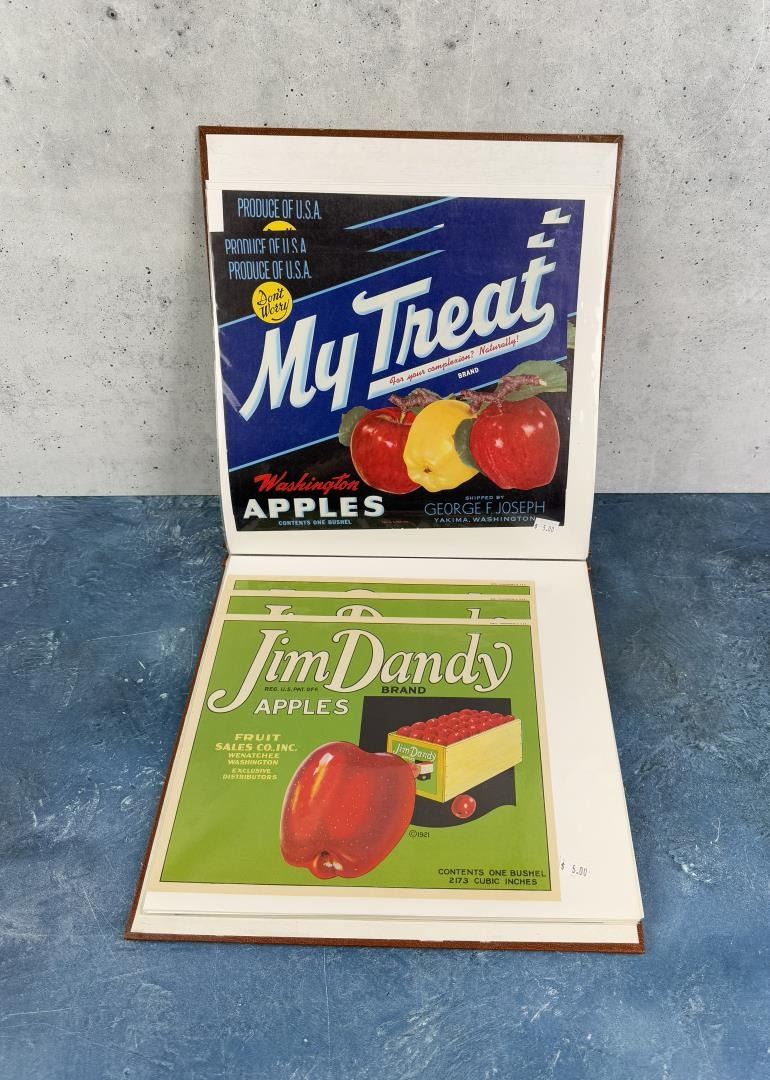 PRODUCE OF U.S.A.
PRODUCE OF U.S.A.
PRODUCE OF U.S.A.
Don't
Worry
My Treat
For your complexion? Naturally!
BRAND
Washington
APPLES
CONTENTS ONE BUSHEL
SHIPPED BY
GEORGE F. JOSEPH
YAKIMA, WASHINGTON
$ 5.00
Jim Dandy
REG. U.S. PAT. OFF.
BRAND
APPLES
FRUIT
SALES CO., INC.
WENATCHEE
WASHINGTON
EXCLUSIVE
DISTRIBUTORS
Jim Dandy
©1921
CONTENTS ONE BUSHEL
2173 CUBIC INCHES
$ 5.00